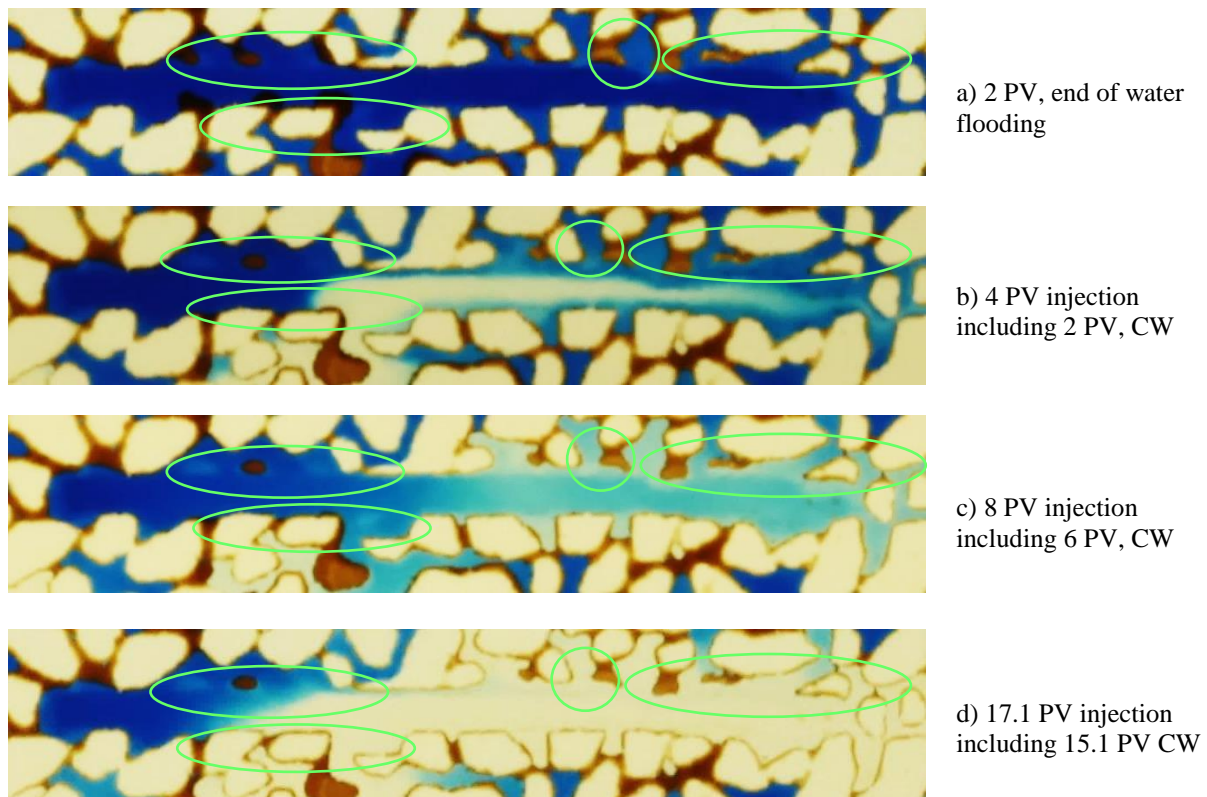 a) 2 PV, end of water
flooding
b) 4 PV injection
including 2 PV, CW
c) 8 PV injection
including 6 PV, CW
d) 17.1 PV injection
including 15.1 PV CW